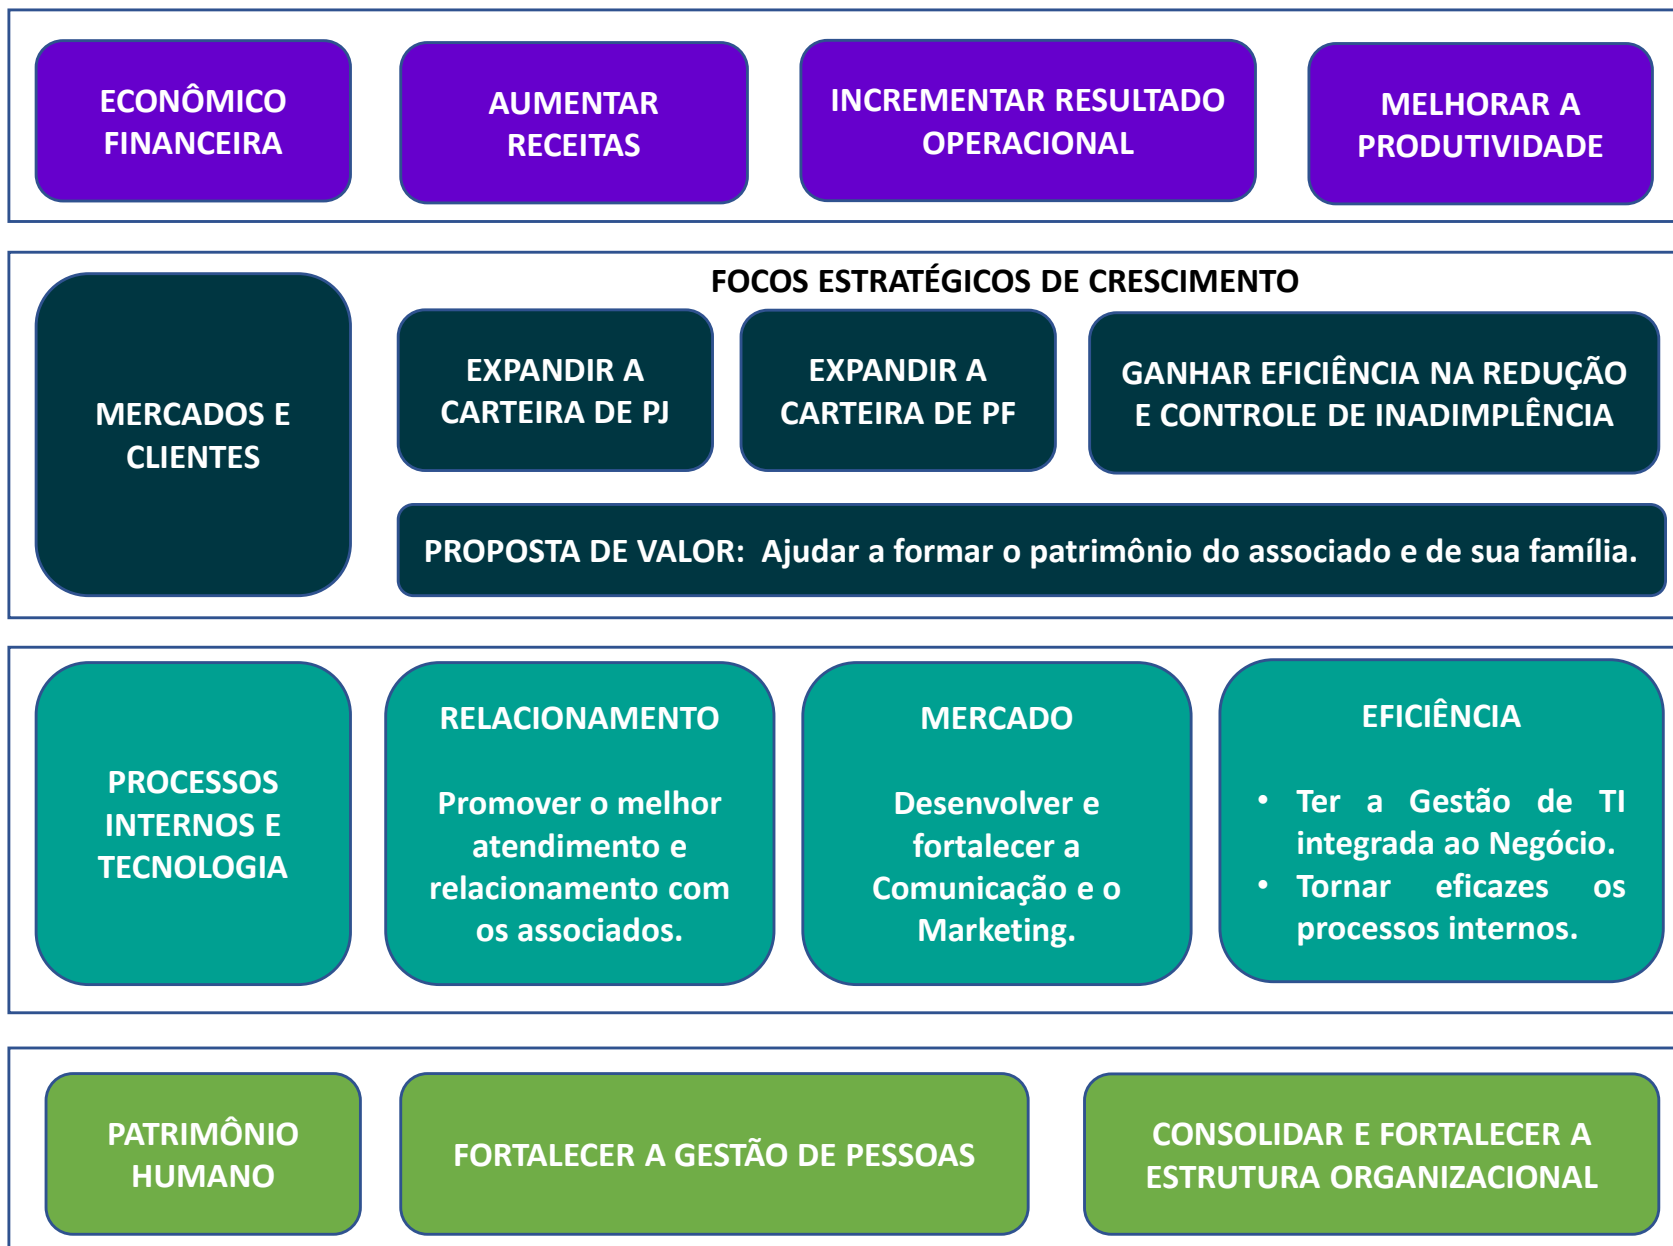 ECONÔMICO
FINANCEIRA
AUMENTAR
RECEITAS
INCREMENTAR RESULTADO
OPERACIONAL
MELHORAR A
PRODUTIVIDADE
MERCADOS E
CLIENTES
FOCOS ESTRATÉGICOS DE CRESCIMENTO
EXPANDIR A
CARTEIRA DE PJ
EXPANDIR A
CARTEIRA DE PF
GANHAR EFICIÊNCIA NA REDUÇÃO
E CONTROLE DE INADIMPLÊNCIA
PROPOSTA DE VALOR: Ajudar a formar o patrimônio do associado e de sua família.
PROCESSOS
INTERNOS E
TECNOLOGIA
RELACIONAMENTO
Promover o melhor
atendimento e
relacionamento com
os associados.
MERCADO
Desenvolver e
fortalecer a
Comunicação e o
Marketing.
EFICIÊNCIA
• Ter a Gestão de TI
integrada ao Negócio.
• Tornar eficazes os
processos internos.
PATRIMÔNIO
HUMANO
FORTALECER A GESTÃO DE PESSOAS
CONSOLIDAR E FORTALECER A
ESTRUTURA ORGANIZACIONAL